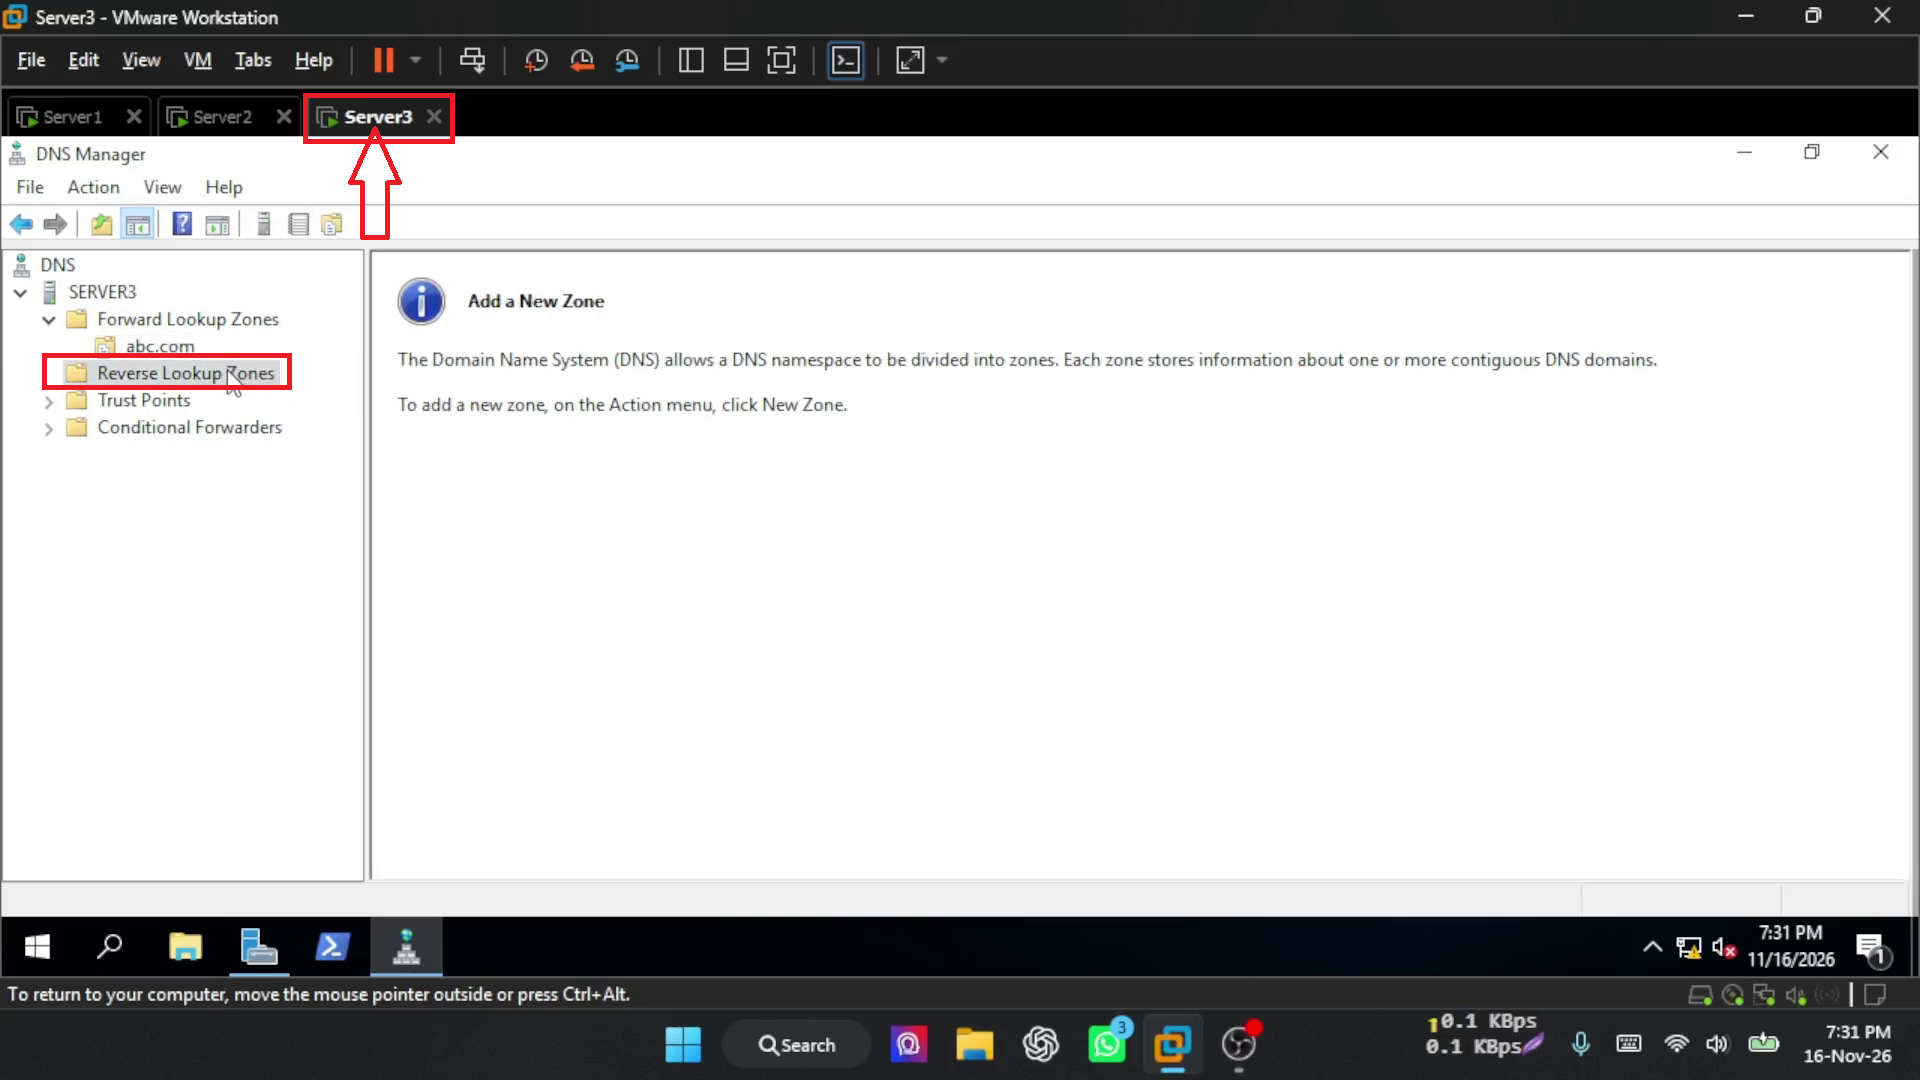 Server3 - VMware Workstation
File Edit View VM Tabs Help
Server1 Server2 Server3
DNS Manager
File Action View Help
DNS
SERVER3
Forward Lookup Zones
abc.com
Reverse Lookup Zones
Trust Points
Conditional Forwarders
Add a New Zone
The Domain Name System (DNS) allows a DNS namespace to be divided into zones. Each zone stores information about one or more contiguous DNS domains.
To add a new zone, on the Action menu, click New Zone.
7:31 PM
11/16/2026
1
To return to your computer, move the mouse pointer outside or press Ctrl+Alt.
Search
3
0.1 KBps
0.1 KBps
7:31 PM
16-Nov-26